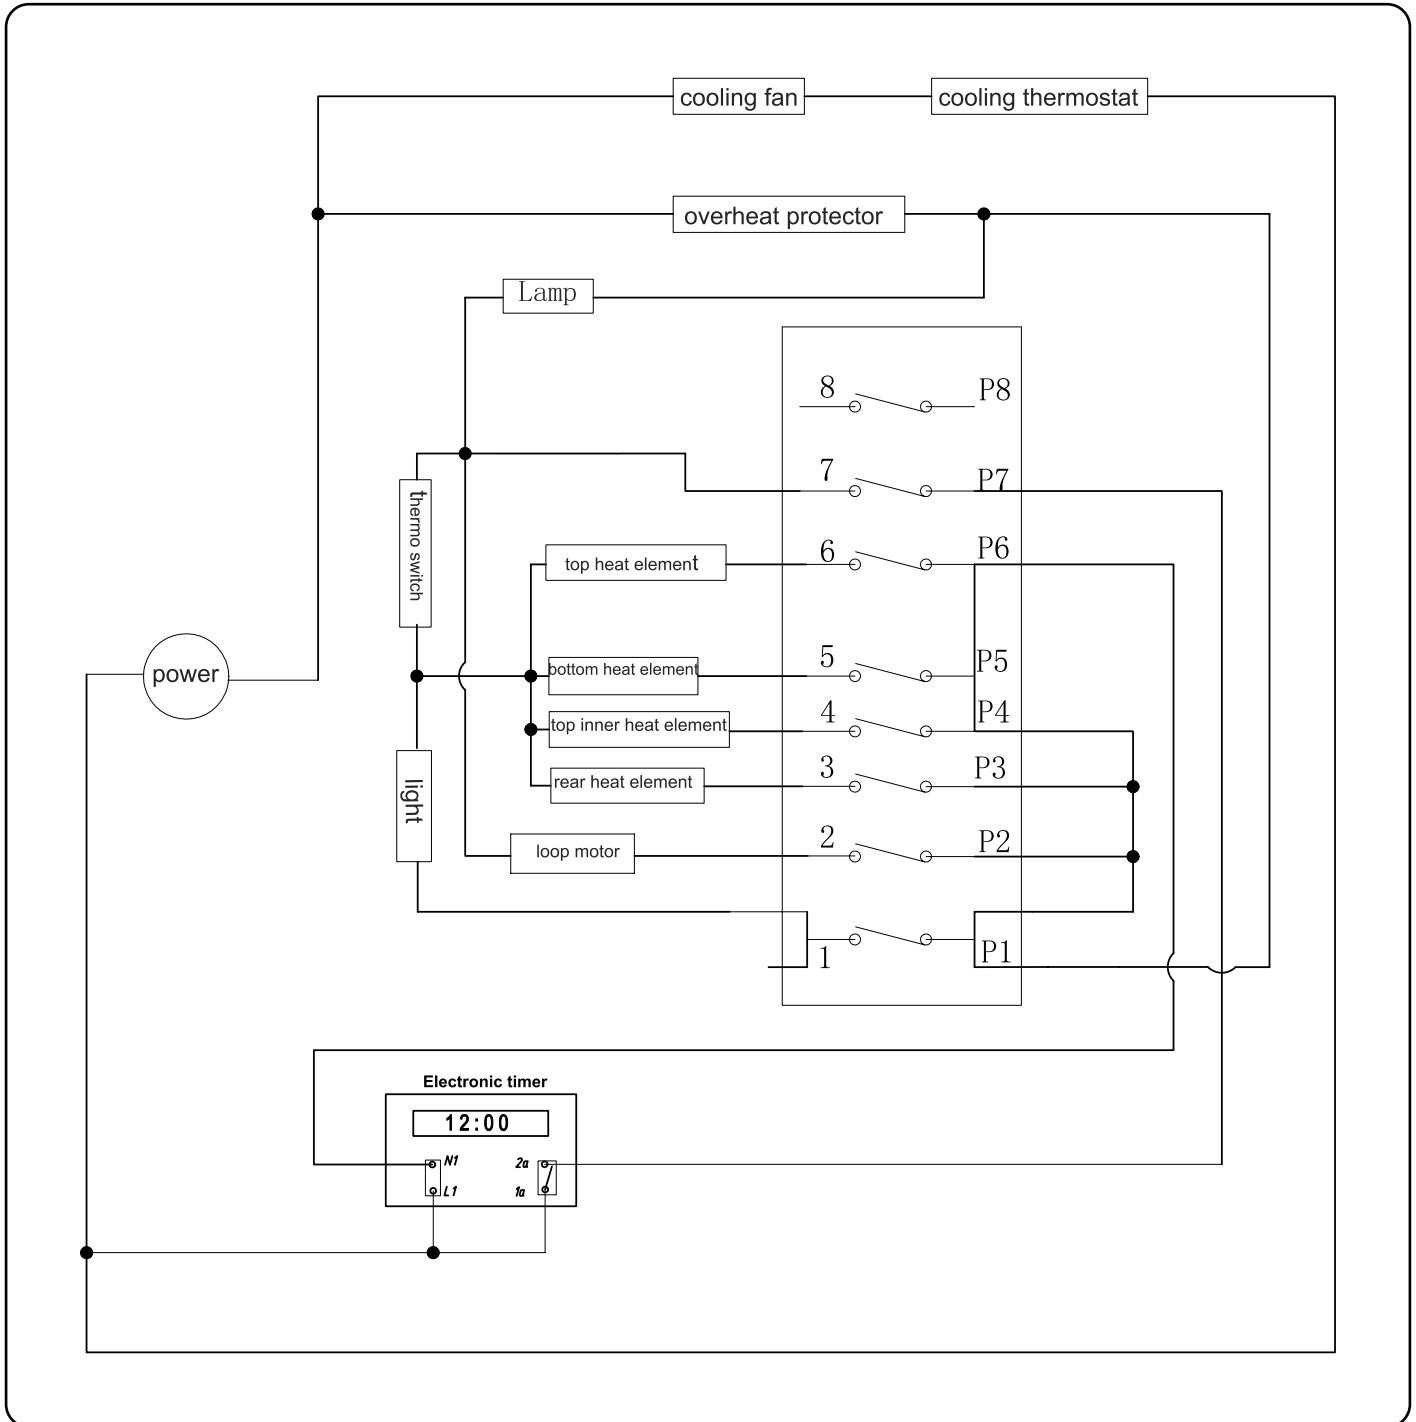 cooling fan
cooling thermostat
overheat protector
Lamp
8
P8
7
P7
thermo switch
top heat element
6
P6
power
bottom heat element
5
P5
top inner heat element
4
P4
rear heat element
3
P3
light
loop motor
2
P2
1
P1
Electronic timer
12:00
N1
2a
L1
1a